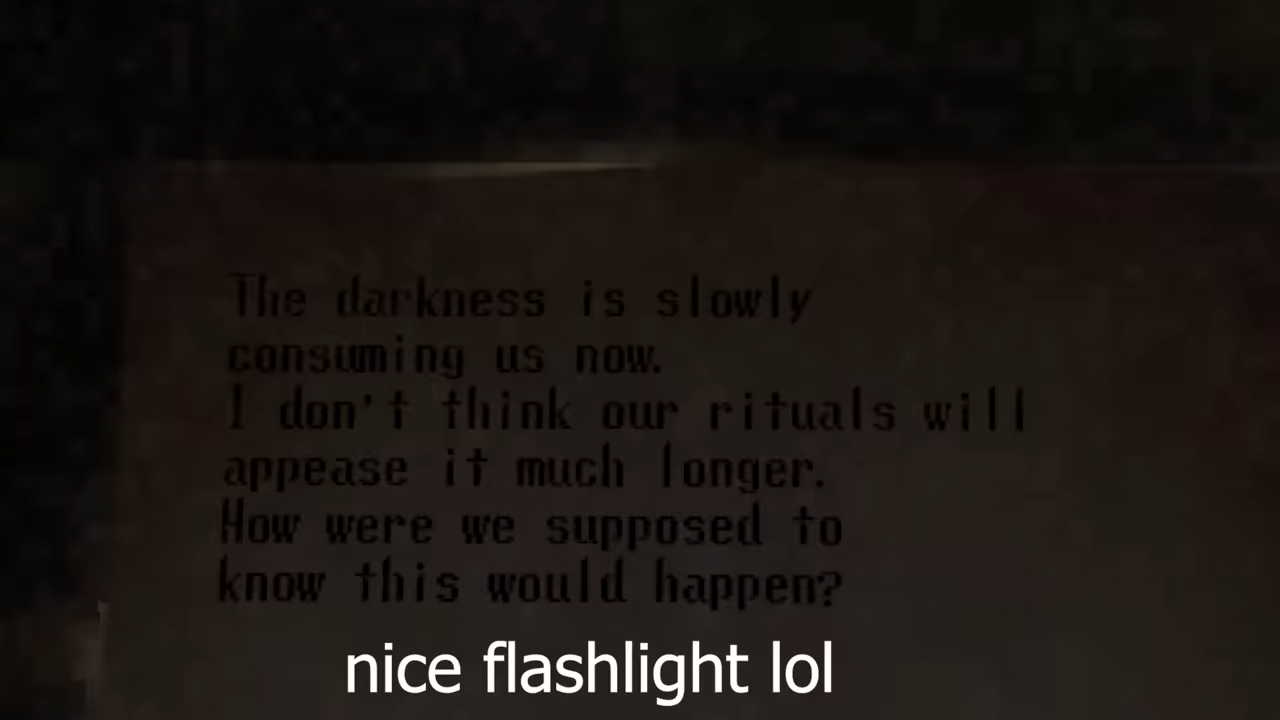 The darkness is slowly
consuming us now.
I don't think our rituals will
appease it much longer.
How were we supposed to
know this would happen?
nice flashlight lol